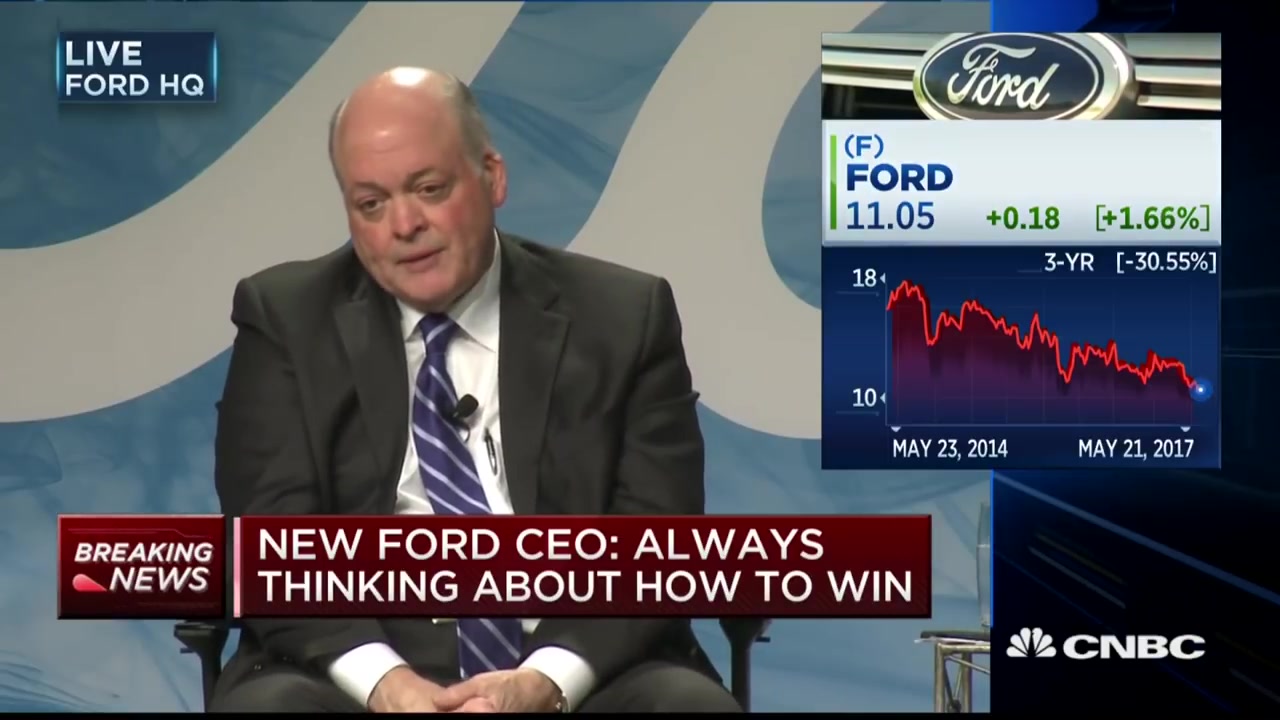 LIVE
FORD HQ
Ford
(F)
FORD
11.05 +0.18 [+1.66%]
3-YR [-30.55%]
18
10
MAY 23, 2014 MAY 21, 2017
BREAKING
NEWS
NEW FORD CEO: ALWAYS
THINKING ABOUT HOW TO WIN
CNBC